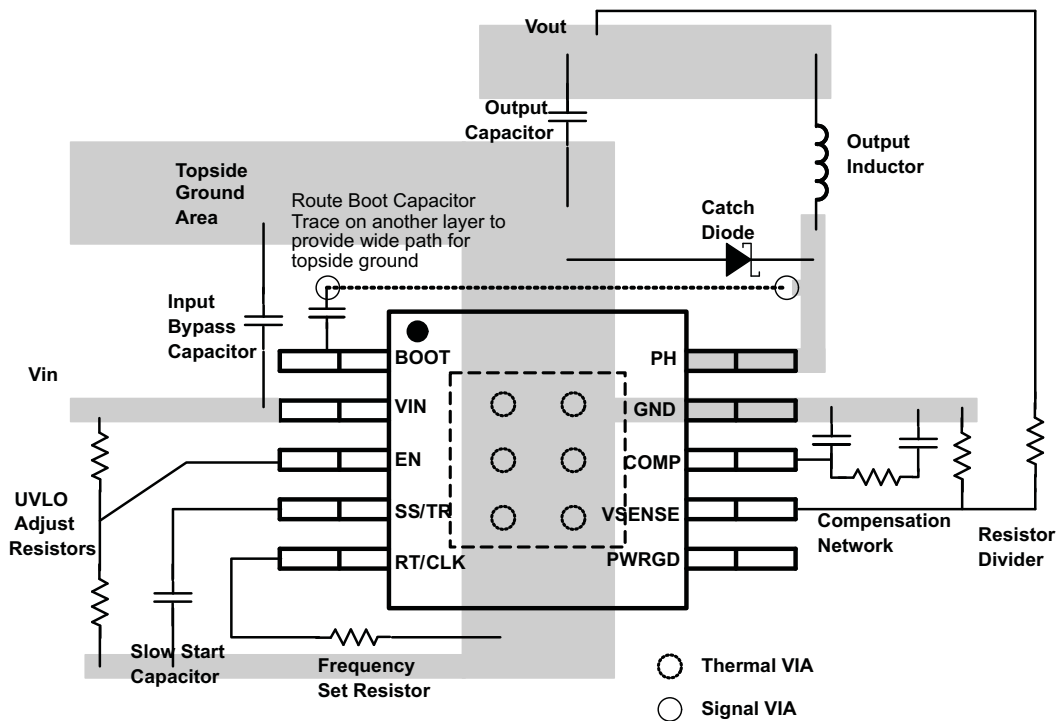 Vout
Output
Capacitor
Output
Inductor
Topside
Ground
Area
Route Boot Capacitor
Trace on another layer to
provide wide path for
topside ground
Catch
Diode
Input
Bypass
Capacitor
BOOT
PH
Vin
VIN
GND
EN
COMP
UVLO
Adjust
Resistors
SS/TR
VSENSE
Compensation
Network
Resistor
Divider
RT/CLK
PWRGD
Slow Start
Capacitor
Frequency
Set Resistor
Thermal VIA
Signal VIA